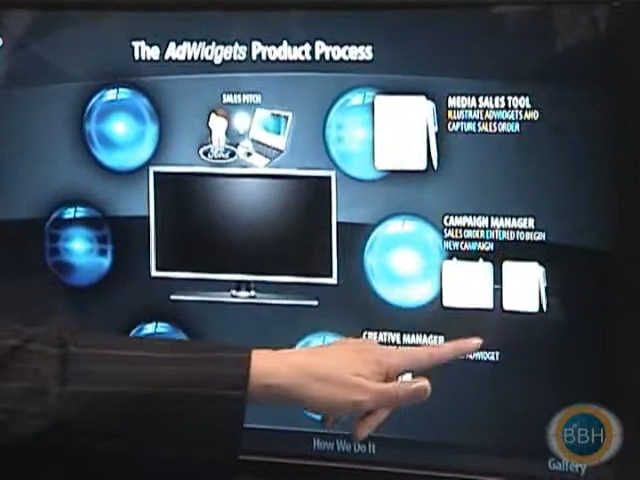 The AdWidgets Product Process
SALES PITCH
Ford
MEDIA SALES TOOL
ILLUSTRATE ADWIDGETS AND
CAPTURE SALES ORDER
CAMPAIGN MANAGER
SALES ORDER ENTERED TO BEGIN
NEW CAMPAIGN
CREATIVE MANAGER
ADWIDGET
How We Do It
BBH
Gallery